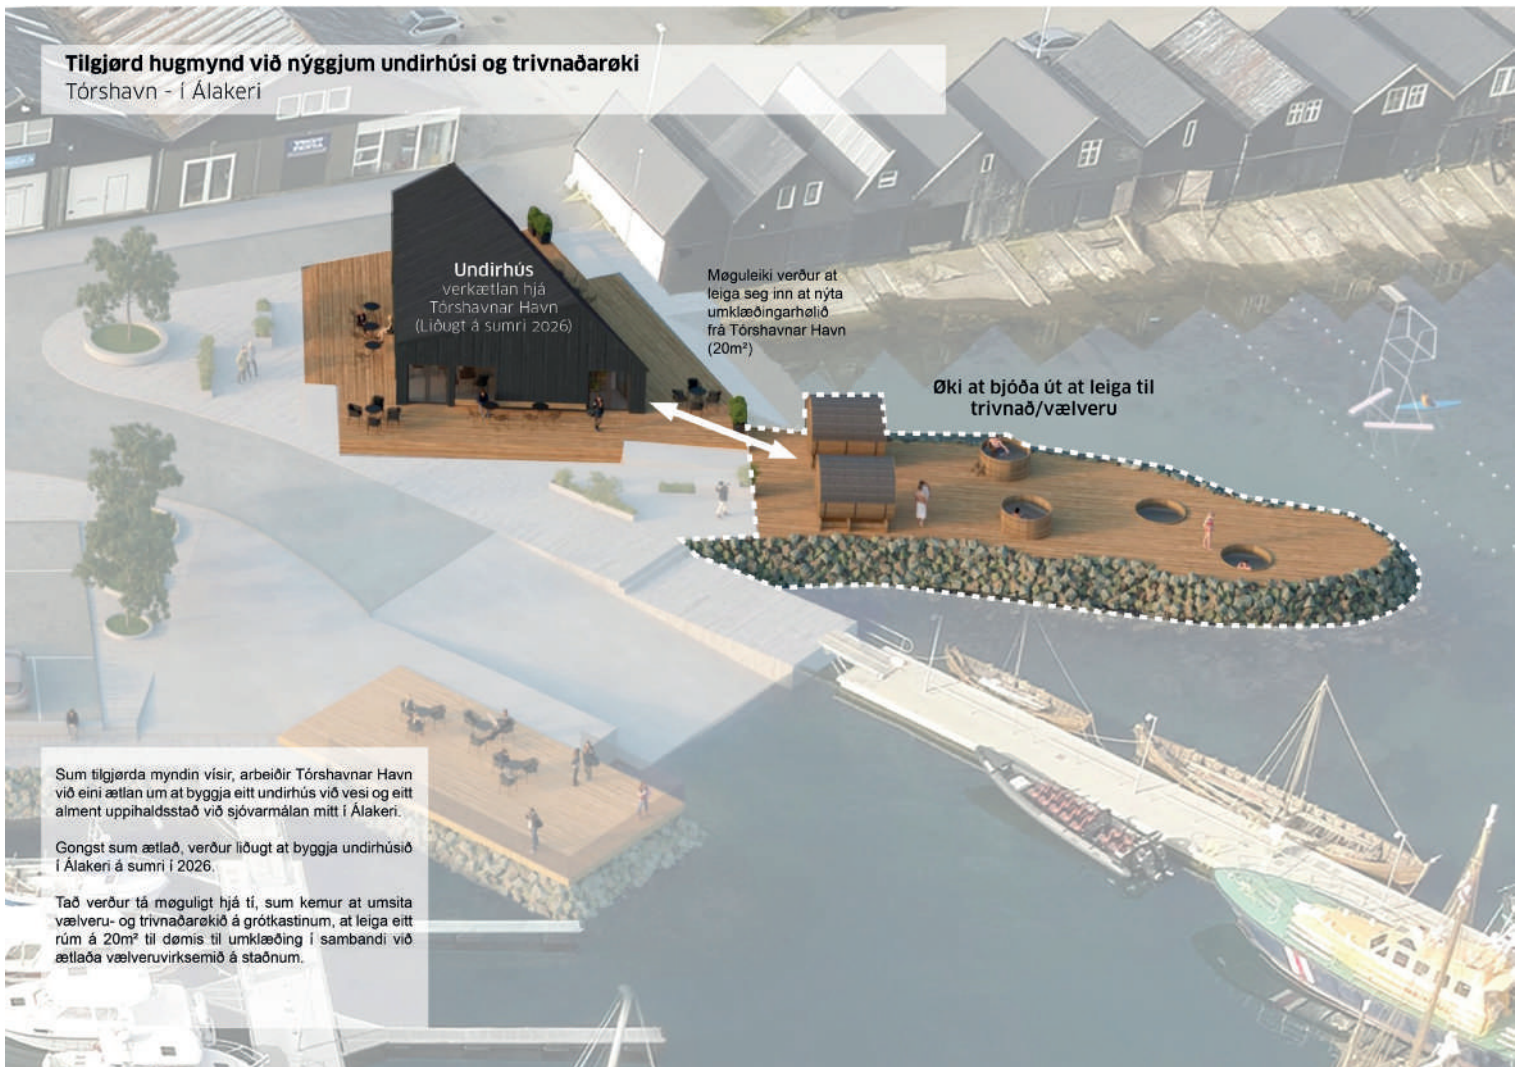 Tilgjørd hugmynd við nýggjum undirhúsi og trivnaðarøki
Tórshavn - í Álakeri
Undirhús
verkætlan hjá
Tórshavnar Havn
(Liðugt á sumri 2026)
Møguleiki verður at
leiga seg inn at nýta
umklæðingarhølið
frá Tórshavnar Havn
(20m²)
Øki at bjóða út at leiga til
trivnað/vælveru
Sum tilgjørda myndin vísir, arbeiðir Tórshavnar Havn
við eini ætlan um at byggja eitt undirhús við vesi og eitt
alment uppihaldsstað við sjóvarmálan mitt í Álakeri.
Gongst sum ætlað, verður liðugt at byggja undirhúsið
í Álakeri á sumri í 2026.
Tað verður tá møguligt hjá tí, sum kemur at umsita
vælveru- og trivnaðarøkið á grótkastinum, at leiga eitt
rúm á 20m² til dømis til umklæðing í sambandi við
ætlaða vælveruvirksemið á staðnum.